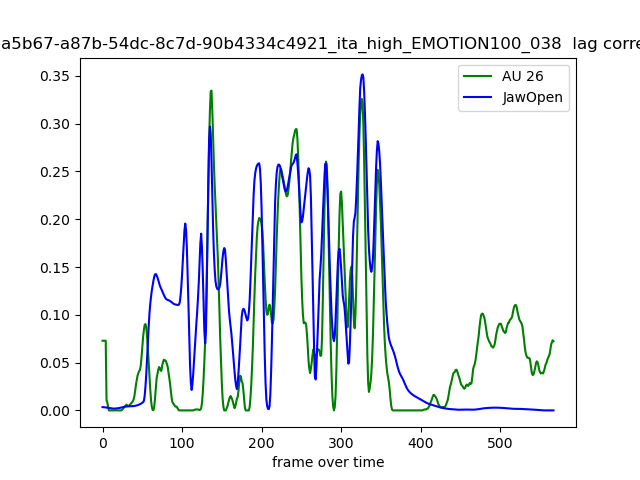 a5b67-a87b-54dc-8c7d-90b4334c4921_ita_high_EMOTION100_038 lag corre
AU 26
JawOpen
0.35
0.30
0.25
0.20
0.15
0.10
0.05
0.00
0 100 200 300 400 500
frame over time